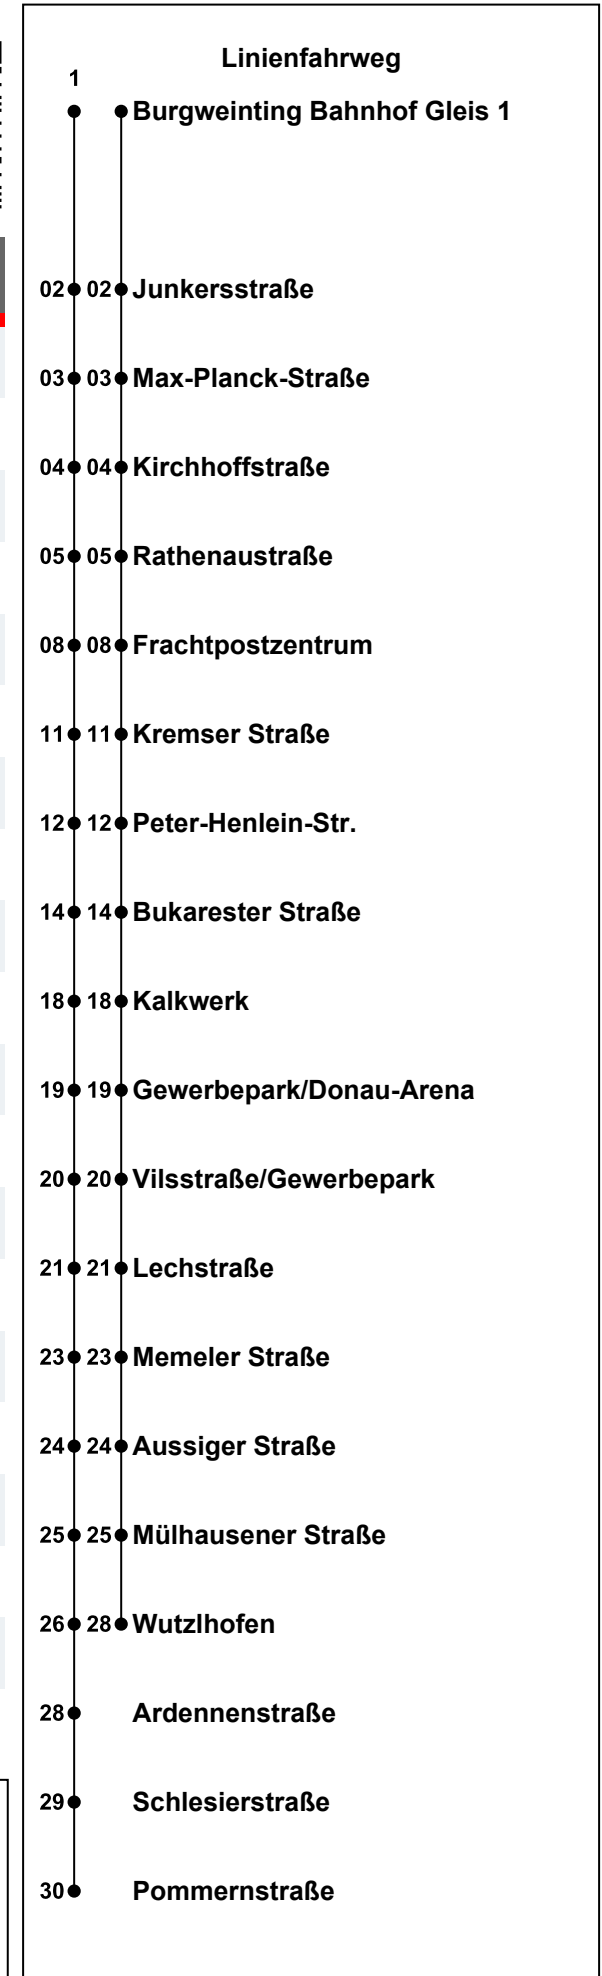 Linienfahrweg
1
Burgweinting Bahnhof Gleis 1
02 02 Junkersstraße
03 03 Max-Planck-Straße
04 04 Kirchhoffstraße
05 05 Rathenaustraße
08 08 Frachtpostzentrum
11 11 Kremser Straße
12 12 Peter-Henlein-Str.
14 14 Bukarester Straße
18 18 Kalkwerk
19 19 Gewerbepark/Donau-Arena
20 20 Vilsstraße/Gewerbepark
21 21 Lechstraße
23 23 Memeler Straße
24 24 Aussiger Straße
25 25 Mülhausener Straße
26 28 Wutzlhofen
28 Ardennenstraße
29 Schlesierstraße
30 Pommernstraße